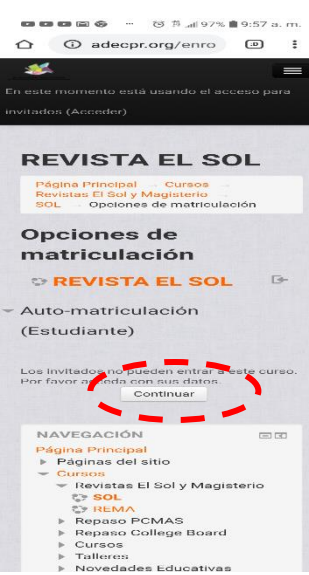 97% 9:57 a. m.
adecpr.org/enro
En este momento está usando el acceso para
invitados (Acceder)
REVISTA EL SOL
Página Principal → Cursos →
Revistas El Sol y Magisterio →
SOL → Opciones de matriculación
Opciones de
matriculación
REVISTA EL SOL
Auto-matriculación
(Estudiante)
Los invitados no pueden entrar a este curso.
Por favor acceda con sus datos.
Continuar
NAVEGACIÓN
Página Principal
Páginas del sitio
Cursos
Revistas El Sol y Magisterio
SOL
REMA
Repaso PCMAS
Repaso College Board
Cursos
Talleres
Novedades Educativas